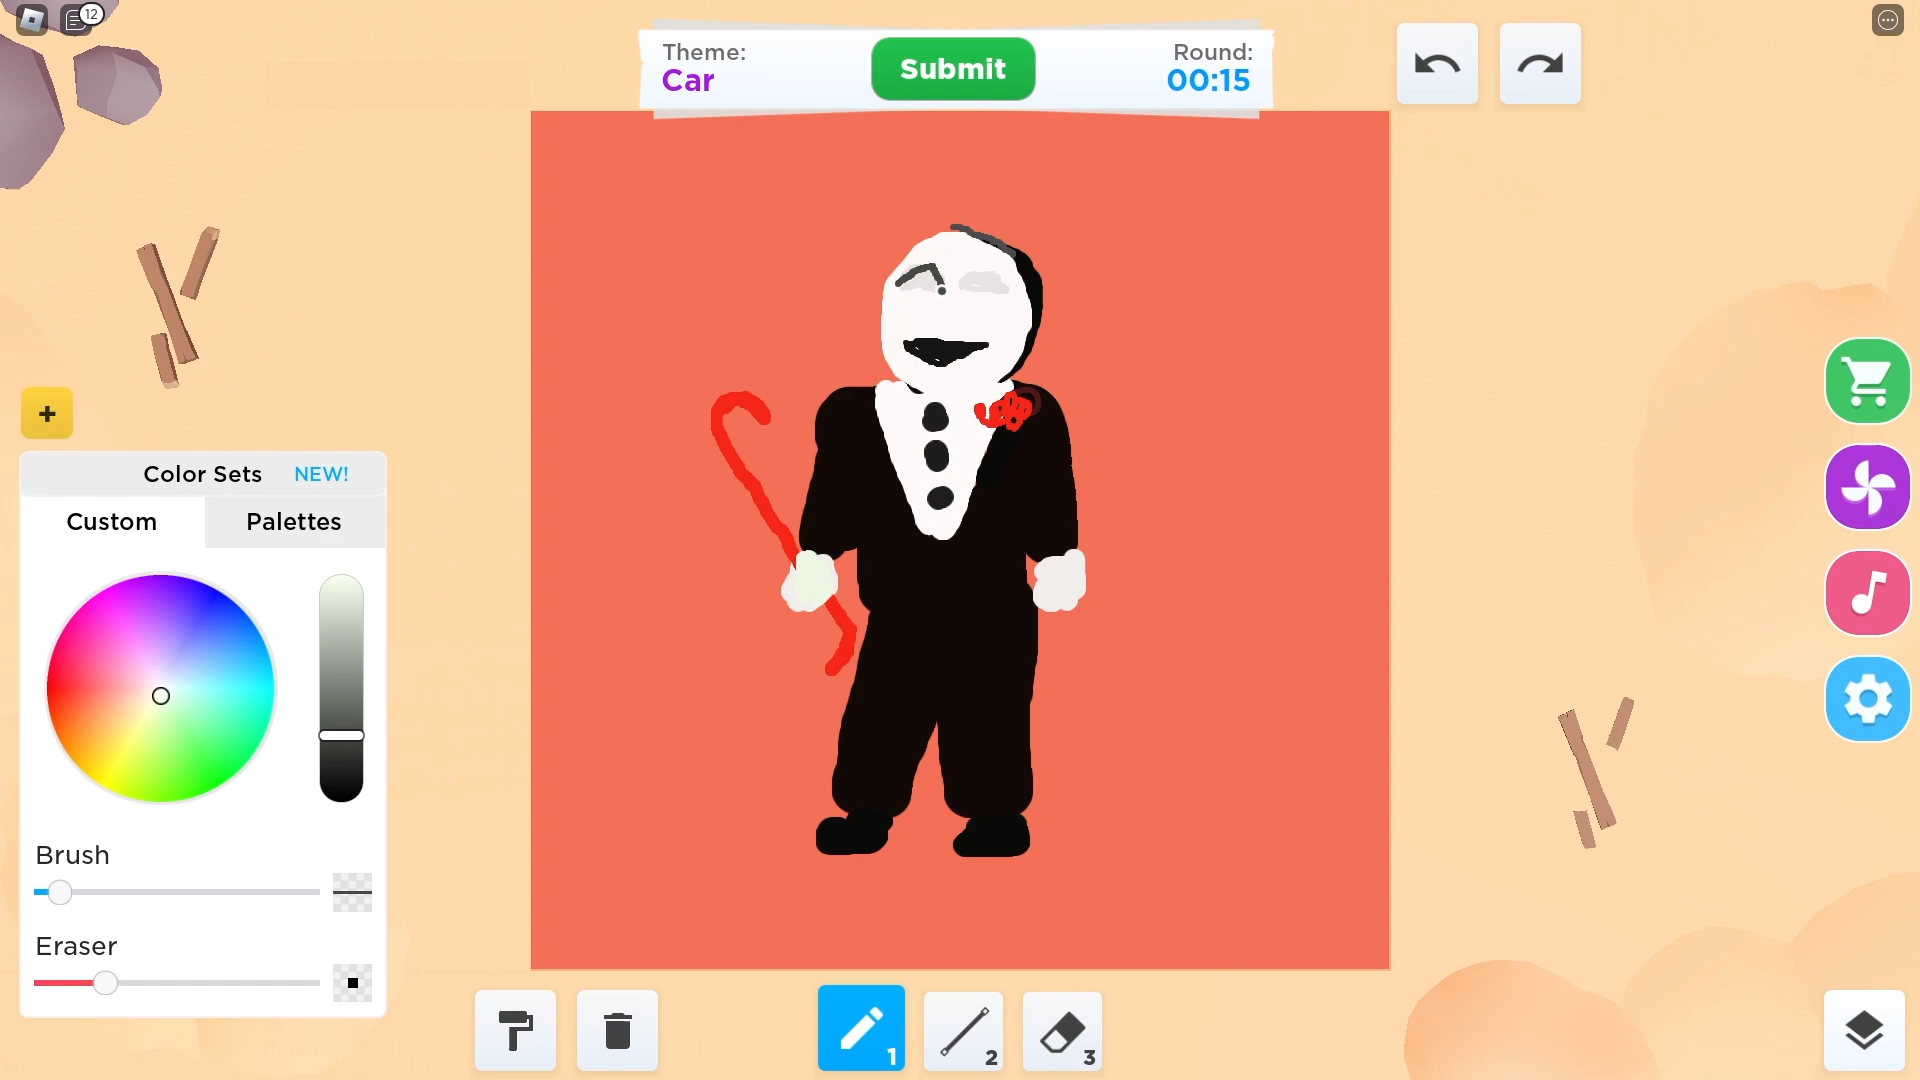 12
Theme:
Car
Submit
Round:
00:15
+
Color Sets NEW!
Custom
Palettes
Brush
Eraser
1
2
3